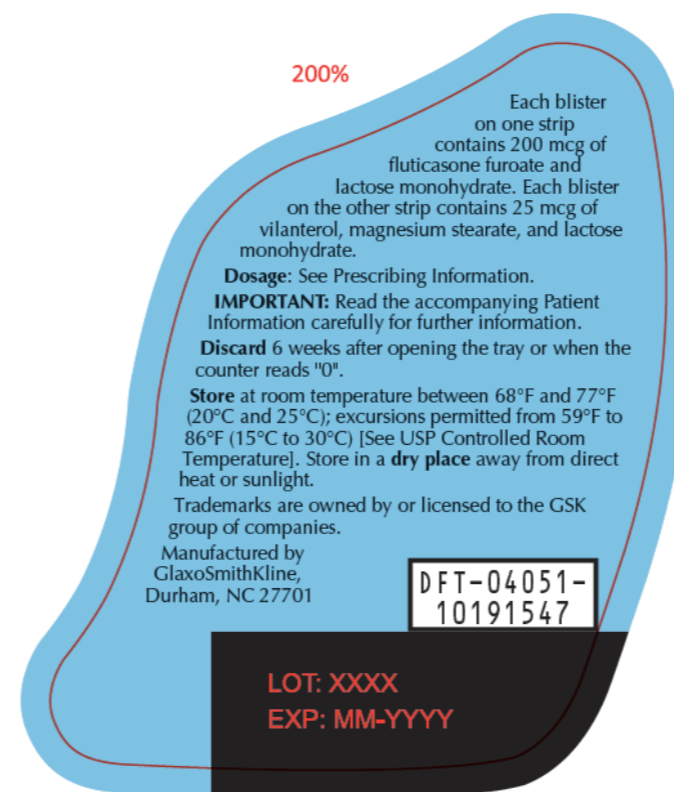 200%
Each blister
on one strip
contains 200 mcg of
fluticasone furoate and
lactose monohydrate. Each blister
on the other strip contains 25 mcg of
vilanterol, magnesium stearate, and lactose
monohydrate.
Dosage: See Prescribing Information.
IMPORTANT: Read the accompanying Patient
Information carefully for further information.
Discard 6 weeks after opening the tray or when the
counter reads "0".
Store at room temperature between 68°F and 77°F
(20°C and 25°C); excursions permitted from 59°F to
86°F (15°C to 30°C) [See USP Controlled Room
Temperature]. Store in a dry place away from direct
heat or sunlight.
Trademarks are owned by or licensed to the GSK
group of companies.
Manufactured by
GlaxoSmithKline,
Durham, NC 27701
DFT-04051-
10191547
LOT: XXXX
EXP: MM-YYYY